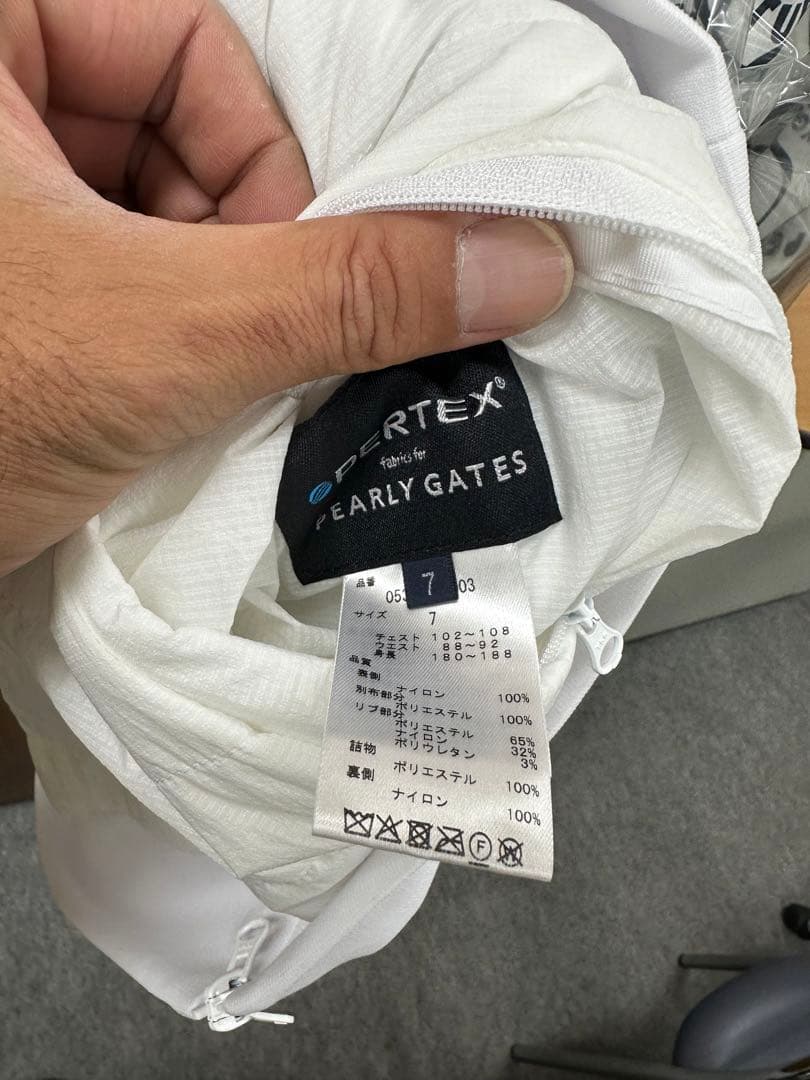 PERTEX®
fabrics for
PEARLY GATES
7
品番
053 03
サイズ 7
チェスト 102～108
ウエスト 88～92
身長 180～188
品質
表側
ナイロン 100%
別布部分
ポリエステル 100%
リブ部分
ポリエステル 65%
ナイロン 32%
ポリウレタン 3%
詰物
ポリエステル 100%
裏側
ナイロン 100%
F
W